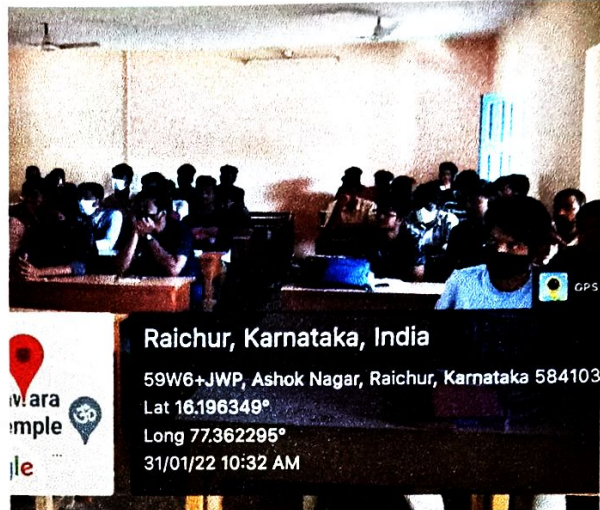 GPS
Raichur, Karnataka, India
59W6+JWP, Ashok Nagar, Raichur, Karnataka 584103
Lat 16.196349°
Long 77.362295°
31/01/22 10:32 AM